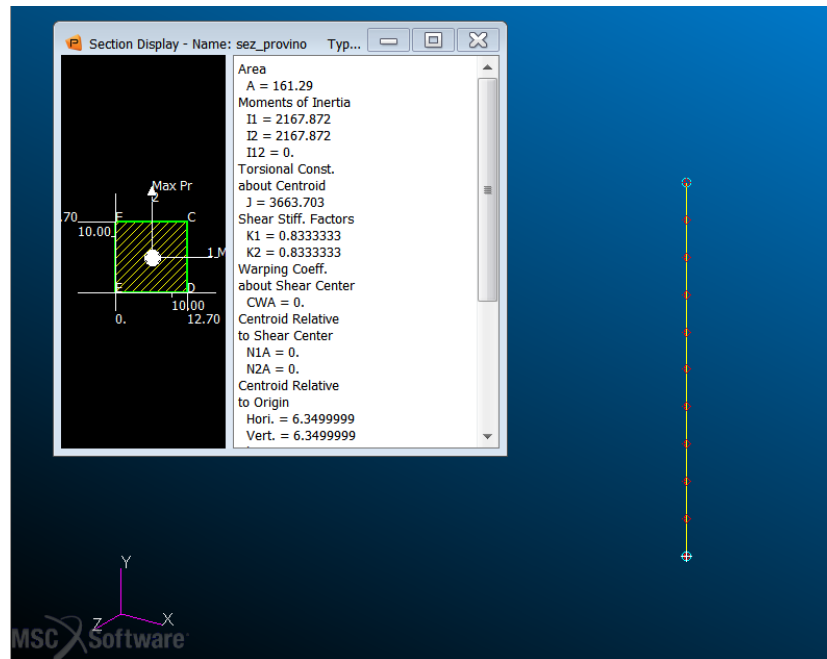 Section Display - Name: sez_provino Typ...
Max Pr
2
.70
F
C
10.00
1 M
E
D
10.00
0.
12.70
Area
A = 161.29
Moments of Inertia
I1 = 2167.872
I2 = 2167.872
I12 = 0.
Torsional Const.
about Centroid
J = 3663.703
Shear Stiff. Factors
K1 = 0.8333333
K2 = 0.8333333
Warping Coeff.
about Shear Center
CWA = 0.
Centroid Relative
to Shear Center
N1A = 0.
N2A = 0.
Centroid Relative
to Origin
Hori. = 6.3499999
Vert. = 6.3499999
Y
Z
X
MSC Software